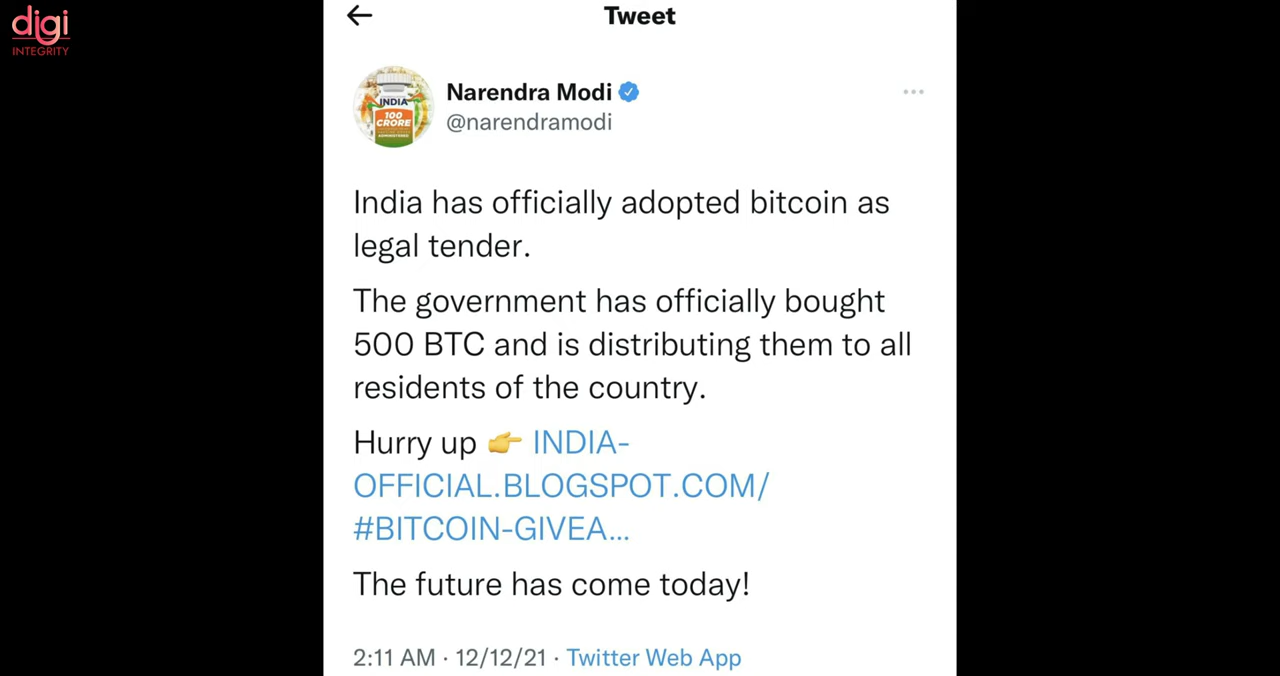 digi
INTEGRITY
← Tweet
Narendra Modi
@narendramodi
INDIA
100
CRORE
ADMINISTERED
India has officially adopted bitcoin as
legal tender.
The government has officially bought
500 BTC and is distributing them to all
residents of the country.
Hurry up 👉 INDIA-
OFFICIAL.BLOGSPOT.COM/
#BITCOIN-GIVEA...
The future has come today!
2:11 AM · 12/12/21 · Twitter Web App